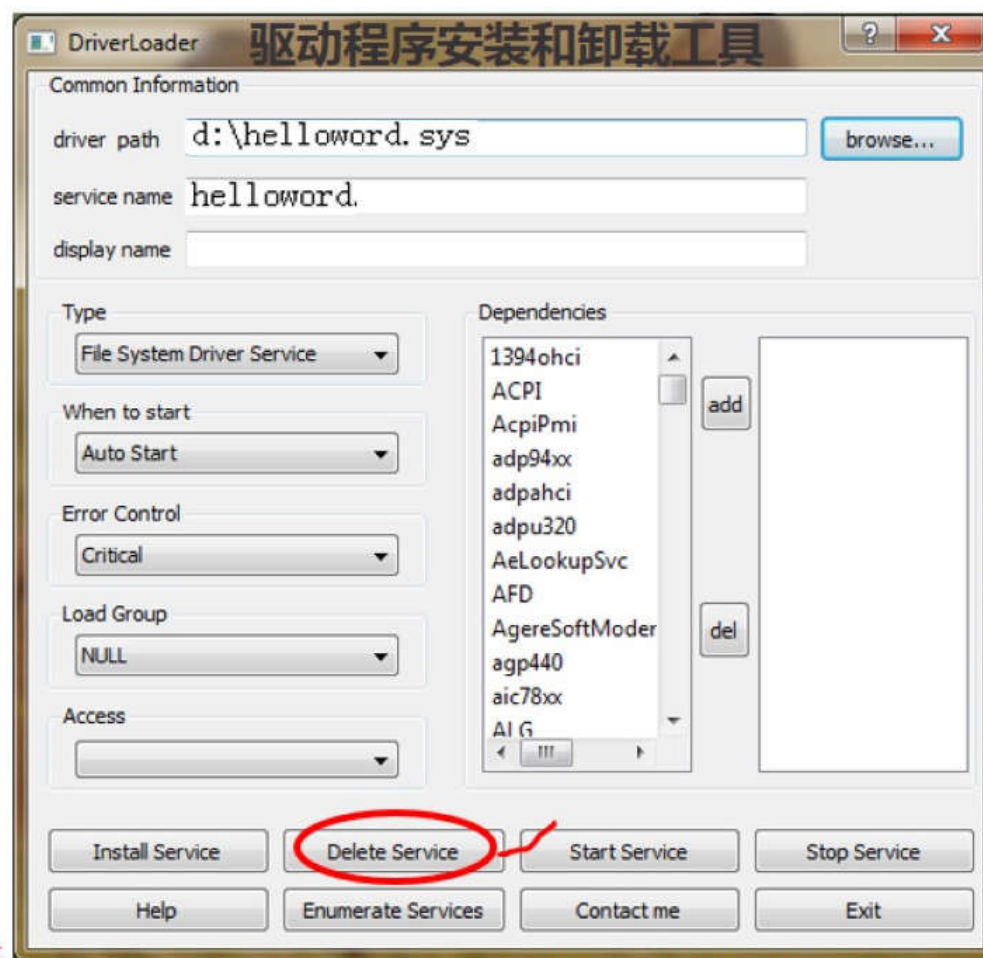 DriverLoader 驱动程序安装和卸载工具
Common Information
driver path d:\helloword.sys browse...
service name helloword.
display name
Type
File System Driver Service
When to start
Auto Start
Error Control
Critical
Load Group
NULL
Access
Dependencies
1394ohci
ACPI
AcpiPmi
adp94xx
adpahci
adpu320
AeLookupSvc
AFD
AgereSoftModer
agp440
aic78xx
ALG
add
del
Install Service Delete Service Start Service Stop Service
Help Enumerate Services Contact me Exit